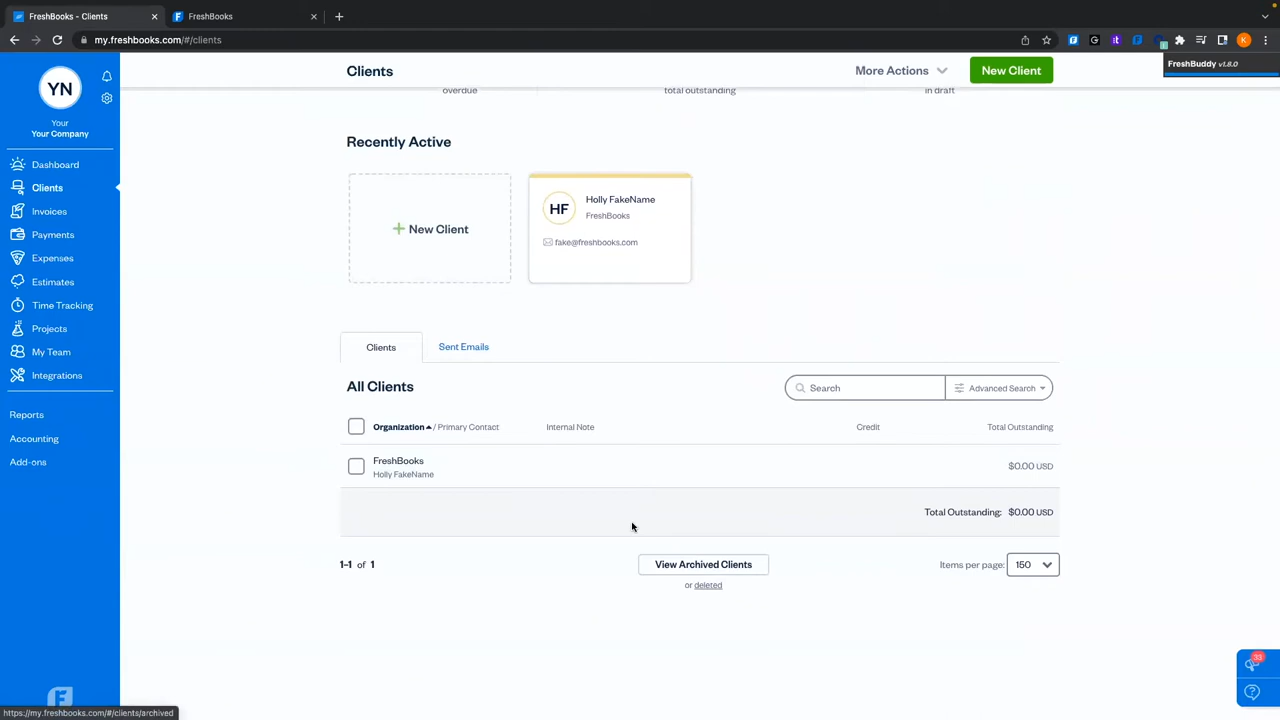 FreshBooks - Clients
FreshBooks
my.freshbooks.com/#/clients
K
FreshBuddy v1.8.0
YN
Your
Your Company
Dashboard
Clients
Invoices
Payments
Expenses
Estimates
Time Tracking
Projects
My Team
Integrations
Reports
Accounting
Add-ons
Clients
More Actions
New Client
overdue
total outstanding
in draft
Recently Active
+ New Client
HF
Holly FakeName
FreshBooks
fake@freshbooks.com
Clients
Sent Emails
All Clients
Search
Advanced Search
Organization / Primary Contact
Internal Note
Credit
Total Outstanding
FreshBooks
Holly FakeName
$0.00 USD
Total Outstanding: $0.00 USD
1–1 of 1
View Archived Clients
or deleted
Items per page: 150
33
https://my.freshbooks.com/#/clients/archived